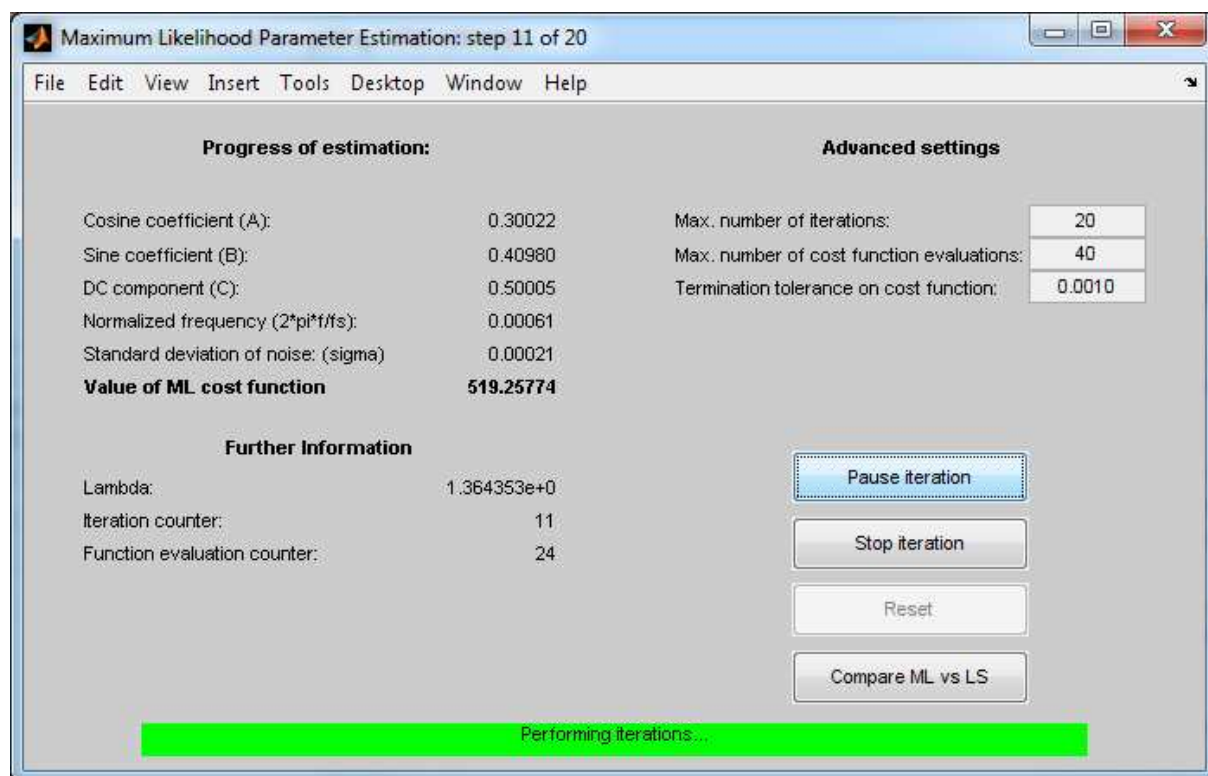 Maximum Likelihood Parameter Estimation: step 11 of 20
File Edit View Insert Tools Desktop Window Help
Progress of estimation:
Cosine coefficient (A): 0.30022
Sine coefficient (B): 0.40980
DC component (C): 0.50005
Normalized frequency (2*pi*f/fs): 0.00061
Standard deviation of noise: (sigma) 0.00021
Value of ML cost function 519.25774
Further Information
Lambda: 1.364353e+0
Iteration counter: 11
Function evaluation counter: 24
Advanced settings
Max. number of iterations: 20
Max. number of cost function evaluations: 40
Termination tolerance on cost function: 0.0010
Pause iteration
Stop iteration
Reset
Compare ML vs LS
Performing iterations...